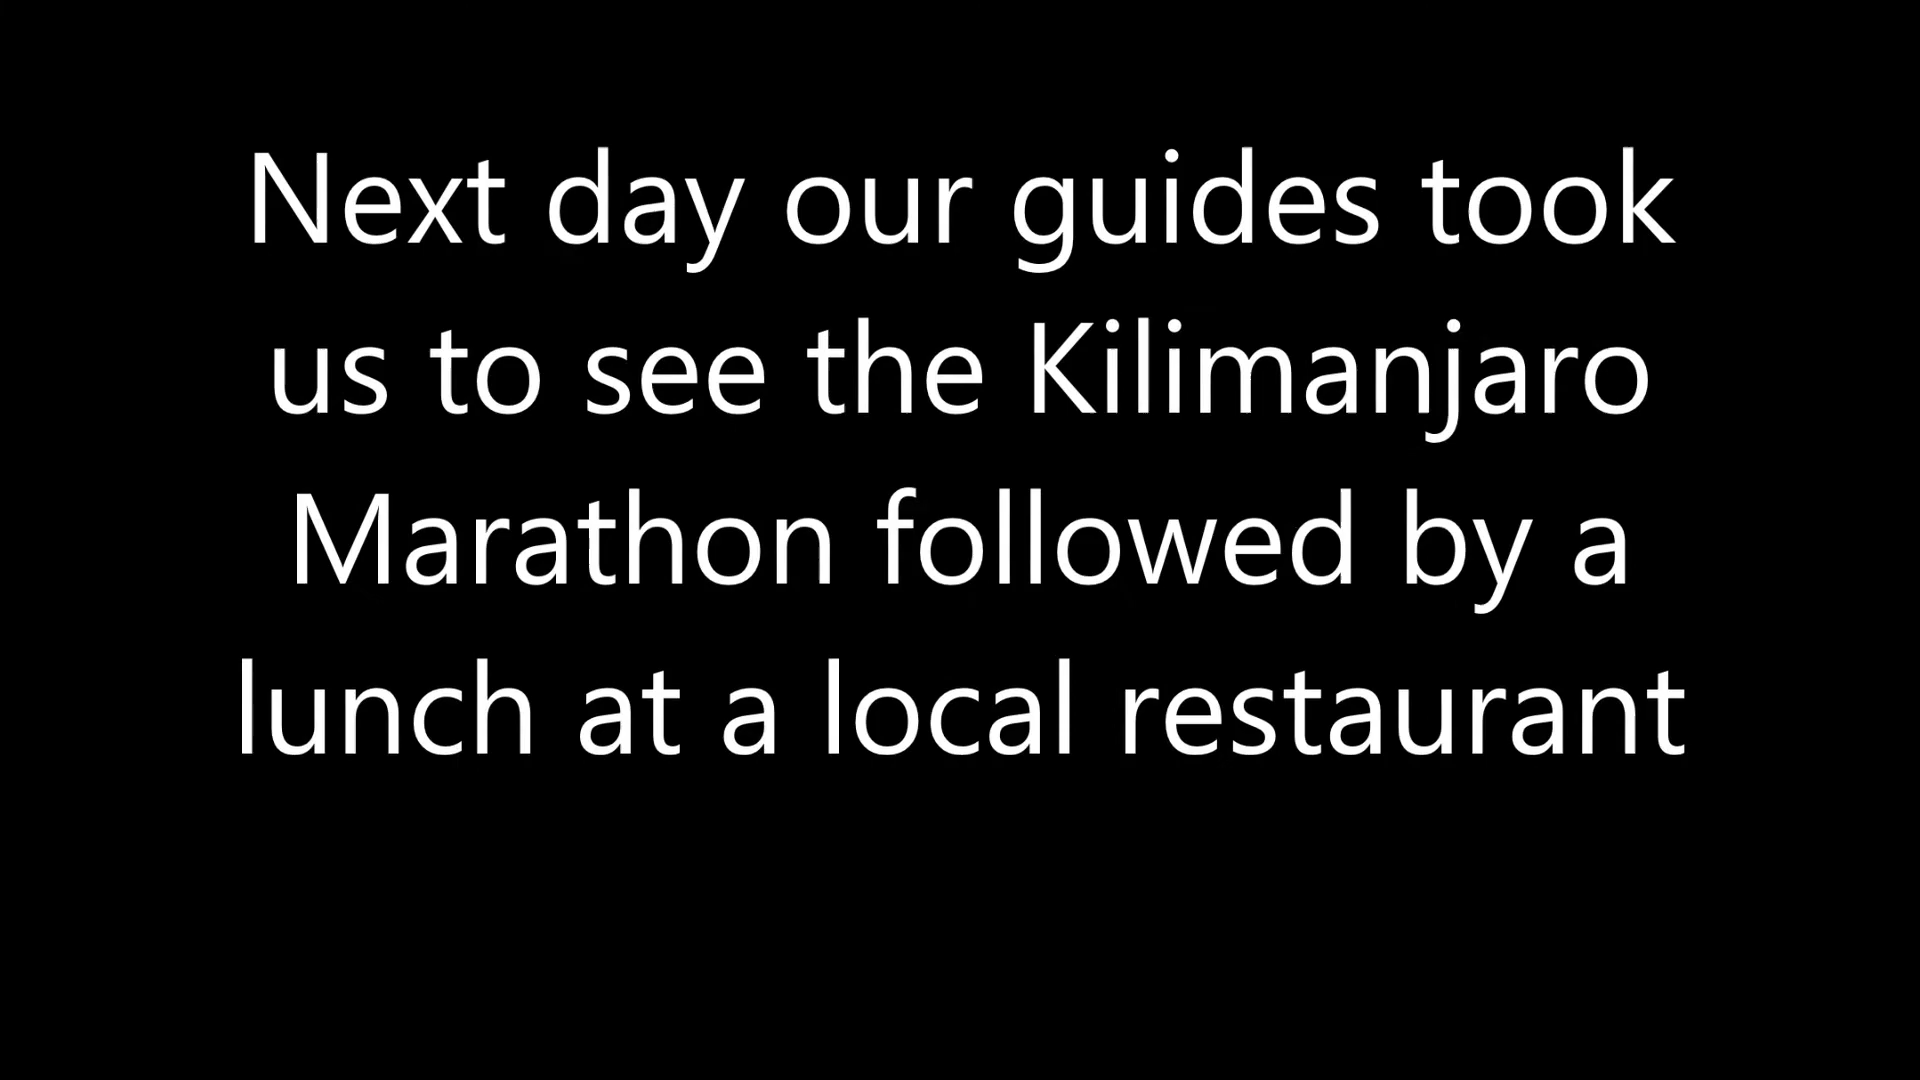 Next day our guides took
us to see the Kilimanjaro
Marathon followed by a
lunch at a local restaurant